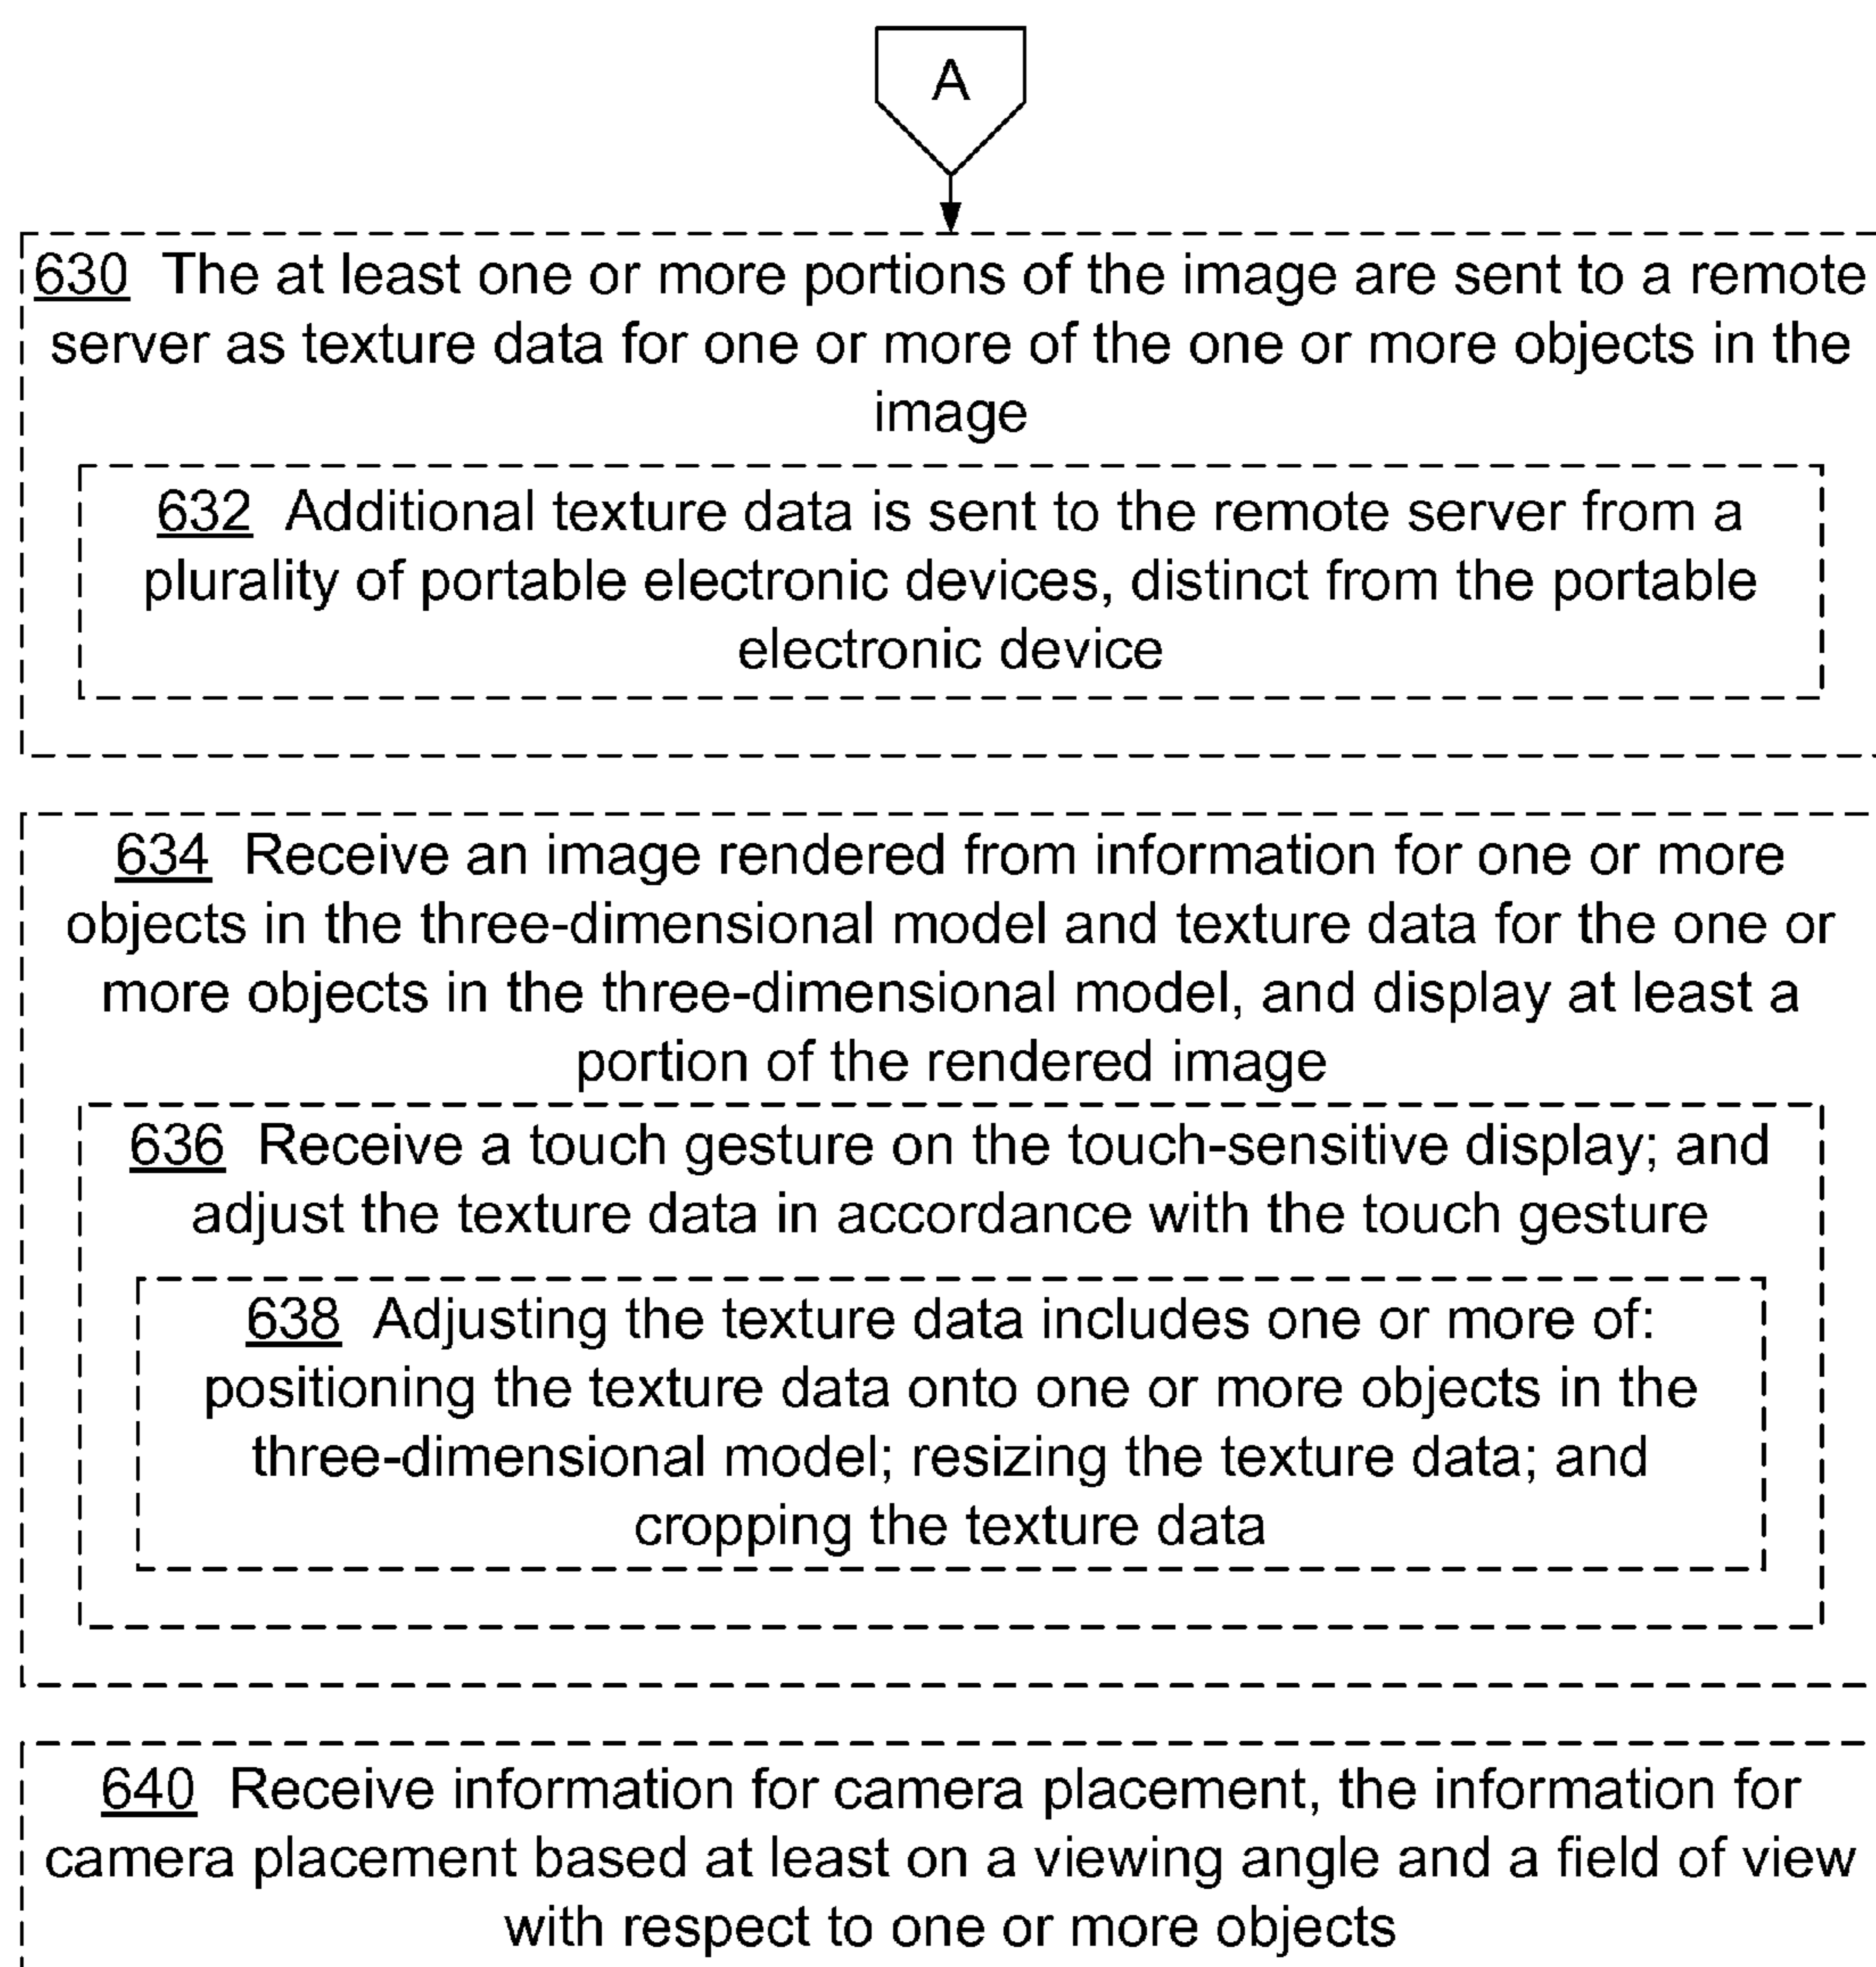 A
630 The at least one or more portions of the image are sent to a remote
server as texture data for one or more of the one or more objects in the
image
632 Additional texture data is sent to the remote server from a
plurality of portable electronic devices, distinct from the portable
electronic device
634 Receive an image rendered from information for one or more
objects in the three-dimensional model and texture data for the one or
more objects in the three-dimensional model, and display at least a
portion of the rendered image
636 Receive a touch gesture on the touch-sensitive display; and
adjust the texture data in accordance with the touch gesture
638 Adjusting the texture data includes one or more of:
positioning the texture data onto one or more objects in the
three-dimensional model; resizing the texture data; and
cropping the texture data
640 Receive information for camera placement, the information for
camera placement based at least on a viewing angle and a field of view
with respect to one or more objects